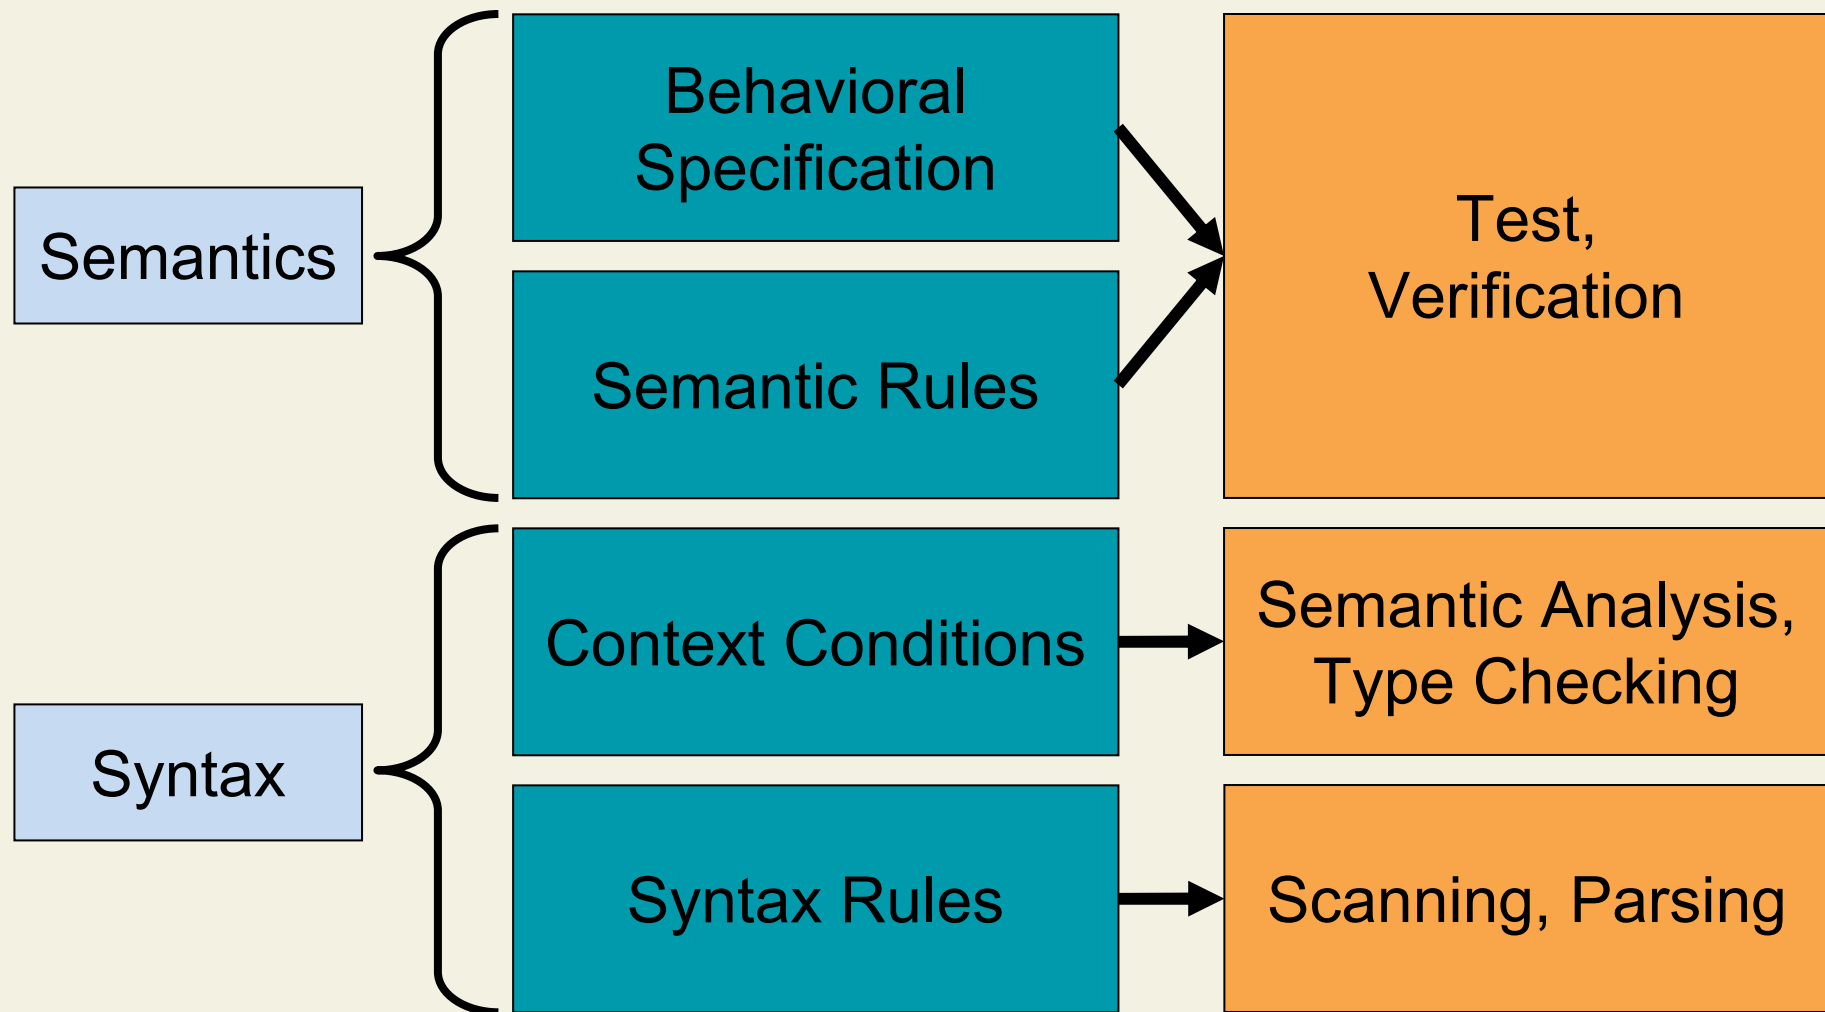 Semantics
Behavioral
Specification
Semantic Rules
Test,
Verification
Syntax
Context Conditions
Semantic Analysis,
Type Checking
Syntax Rules
Scanning, Parsing